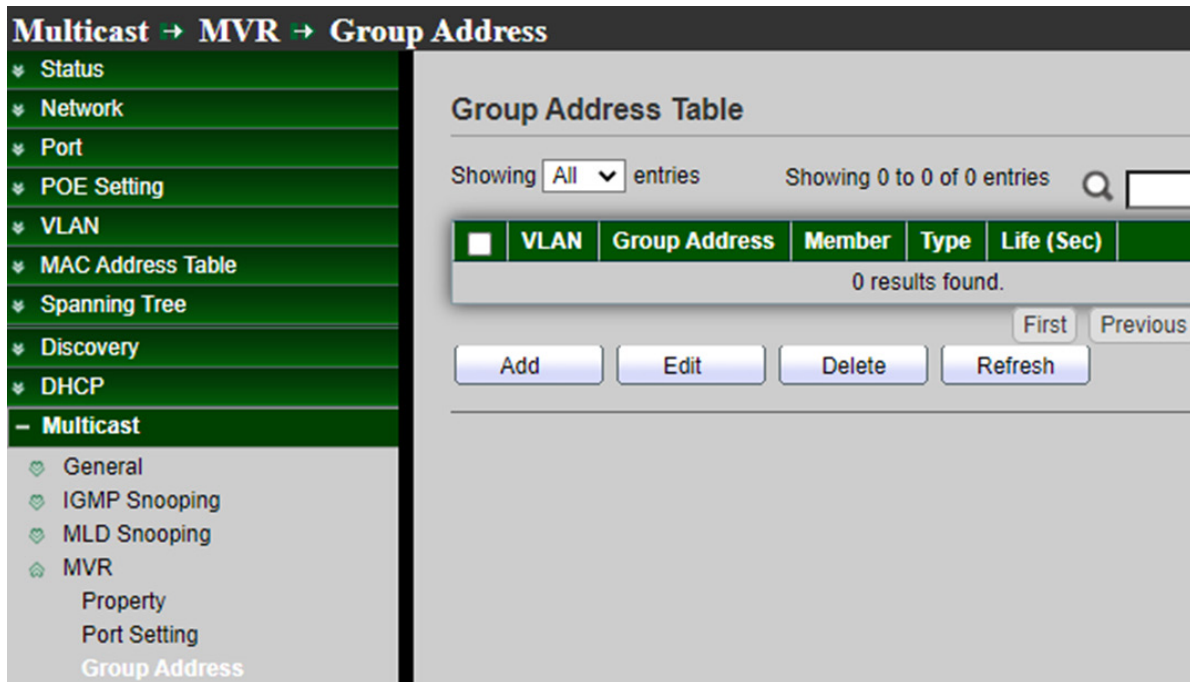 Multicast → MVR → Group Address
Status
Network
Port
POE Setting
VLAN
MAC Address Table
Spanning Tree
Discovery
DHCP
Multicast
General
IGMP Snooping
MLD Snooping
MVR
Property
Port Setting
Group Address
Group Address Table
Showing All entries Showing 0 to 0 of 0 entries
VLAN Group Address Member Type Life (Sec)
0 results found.
First Previous
Add Edit Delete Refresh